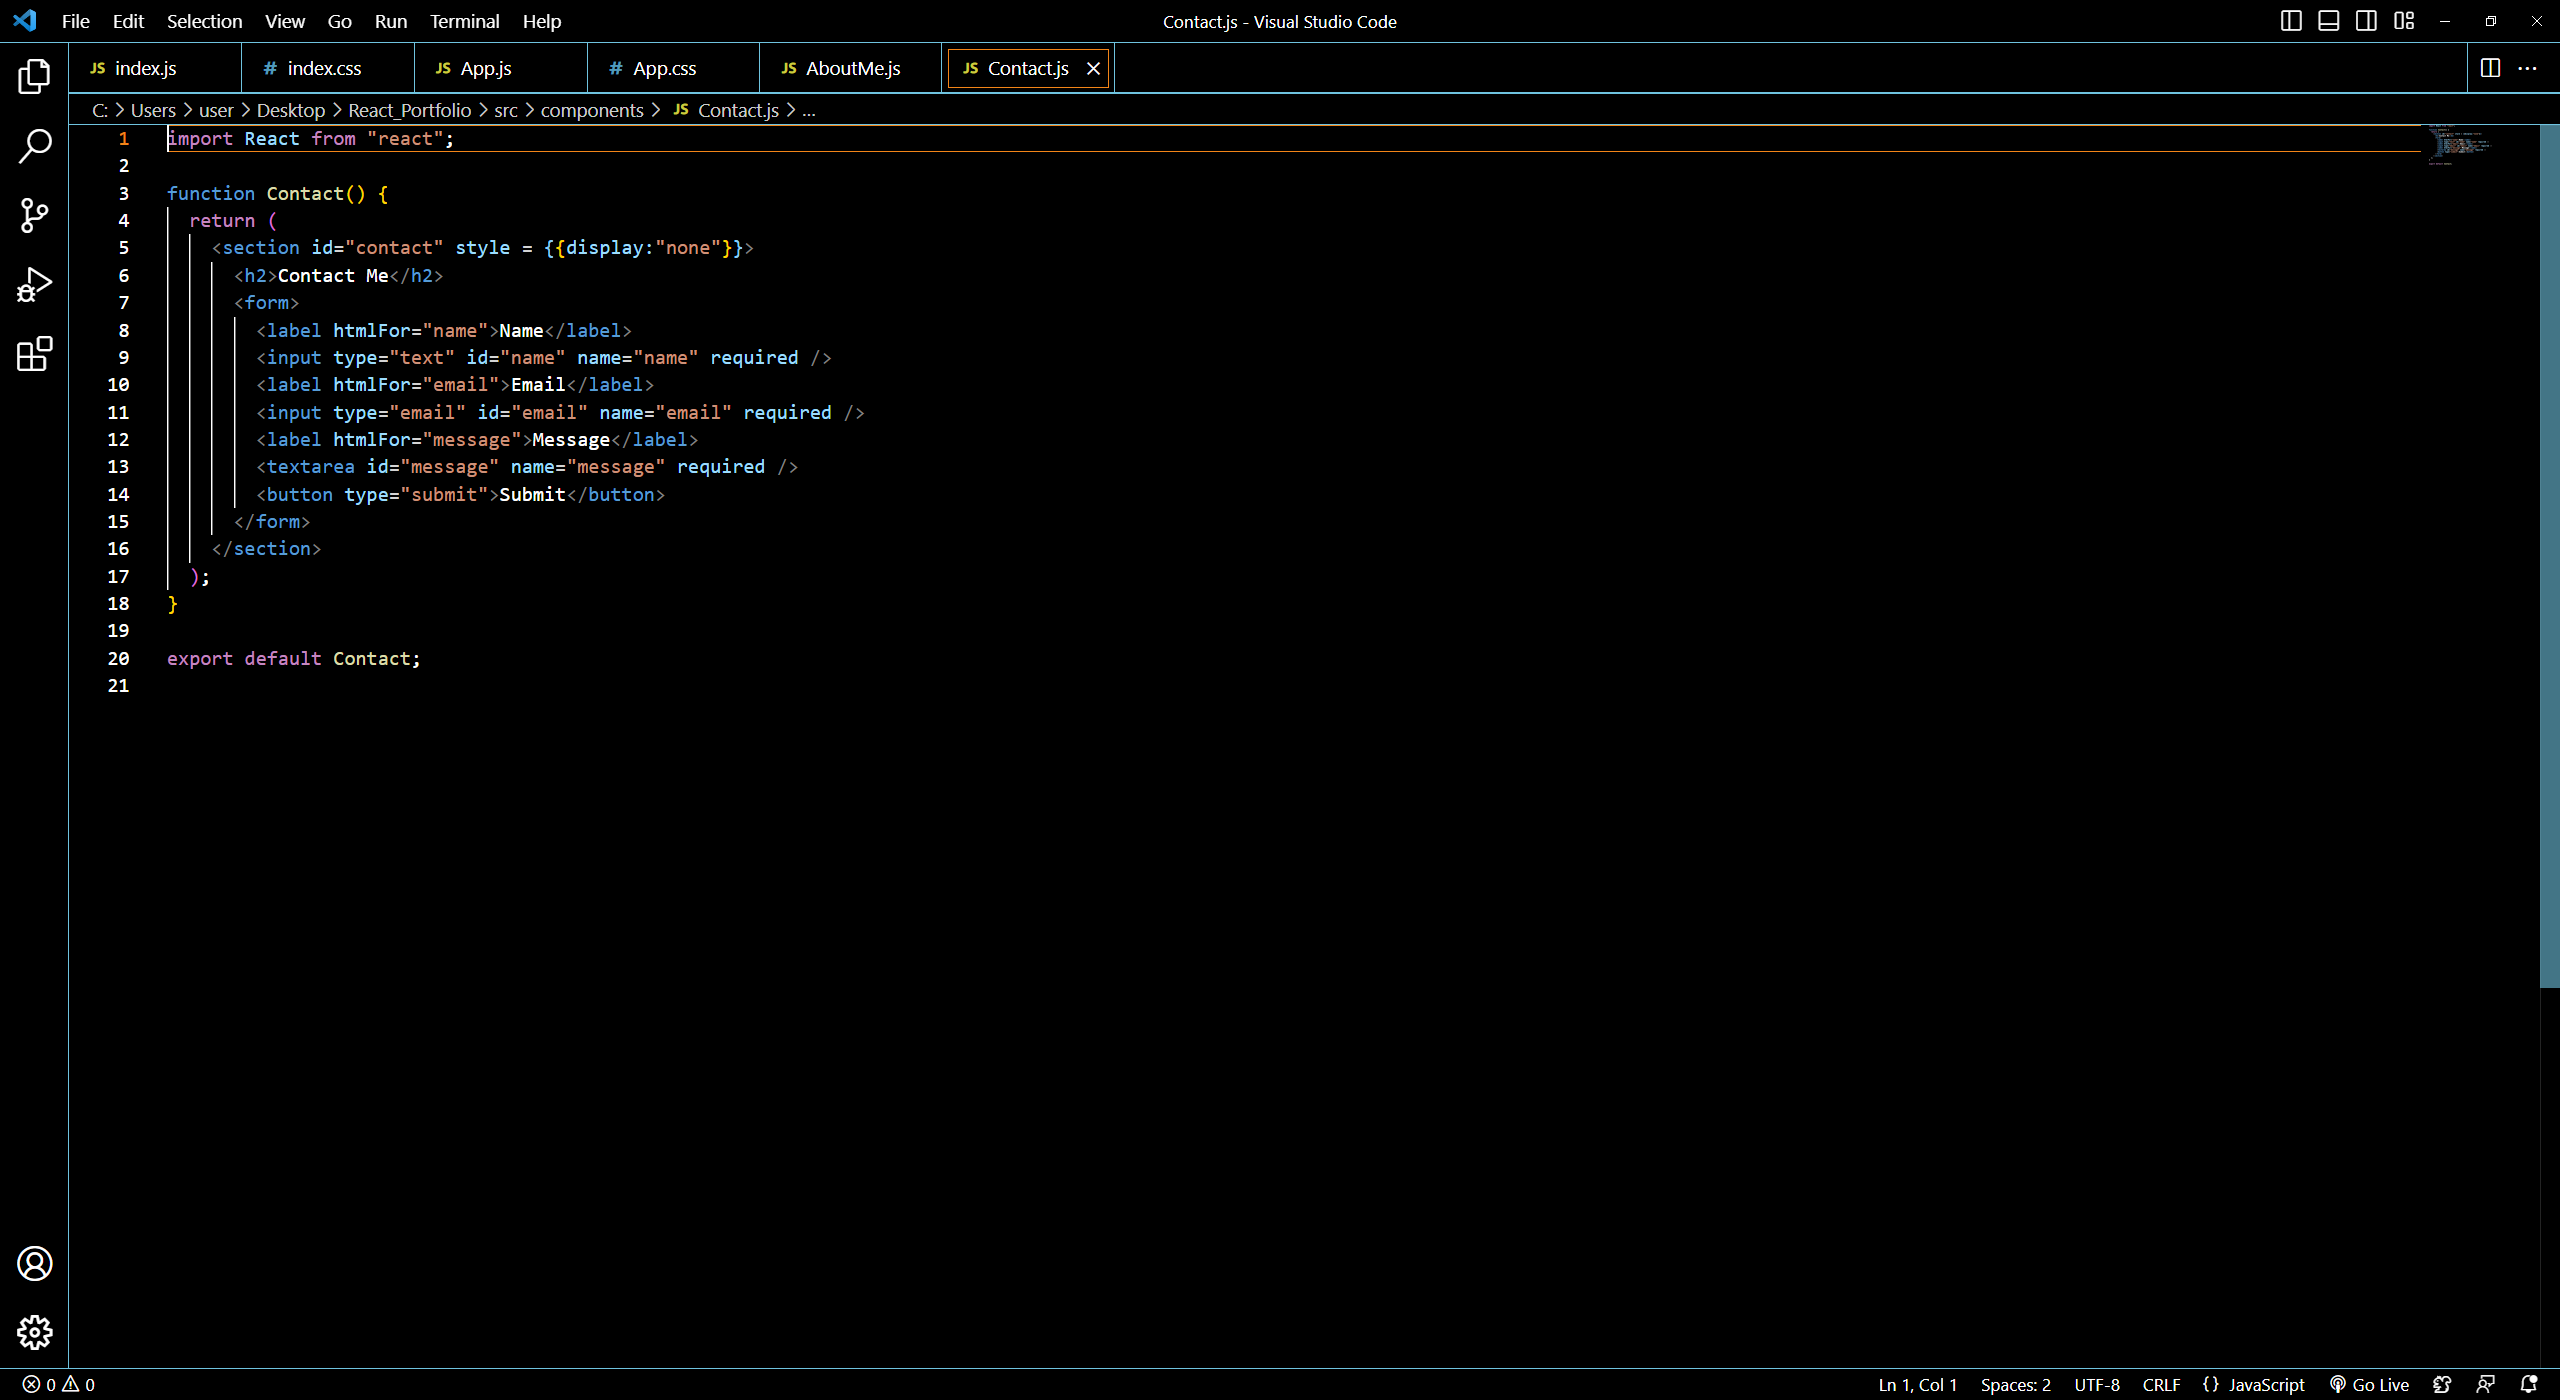 File Edit Selection View Go Run Terminal Help Contact.js - Visual Studio Code
JS index.js # index.css JS App.js # App.css JS AboutMe.js JS Contact.js
C: > Users > user > Desktop > React_Portfolio > src > components > JS Contact.js > ...
1 import React from "react";
2
3 function Contact() {
4   return (
5     <section id="contact" style = {{display:"none"}}>
6       <h2>Contact Me</h2>
7       <form>
8         <label htmlFor="name">Name</label>
9         <input type="text" id="name" name="name" required />
10         <label htmlFor="email">Email</label>
11         <input type="email" id="email" name="email" required />
12         <label htmlFor="message">Message</label>
13         <textarea id="message" name="message" required />
14         <button type="submit">Submit</button>
15       </form>
16     </section>
17   );
18 }
19
20 export default Contact;
21
0 0 Ln 1, Col 1 Spaces: 2 UTF-8 CRLF {} JavaScript Go Live